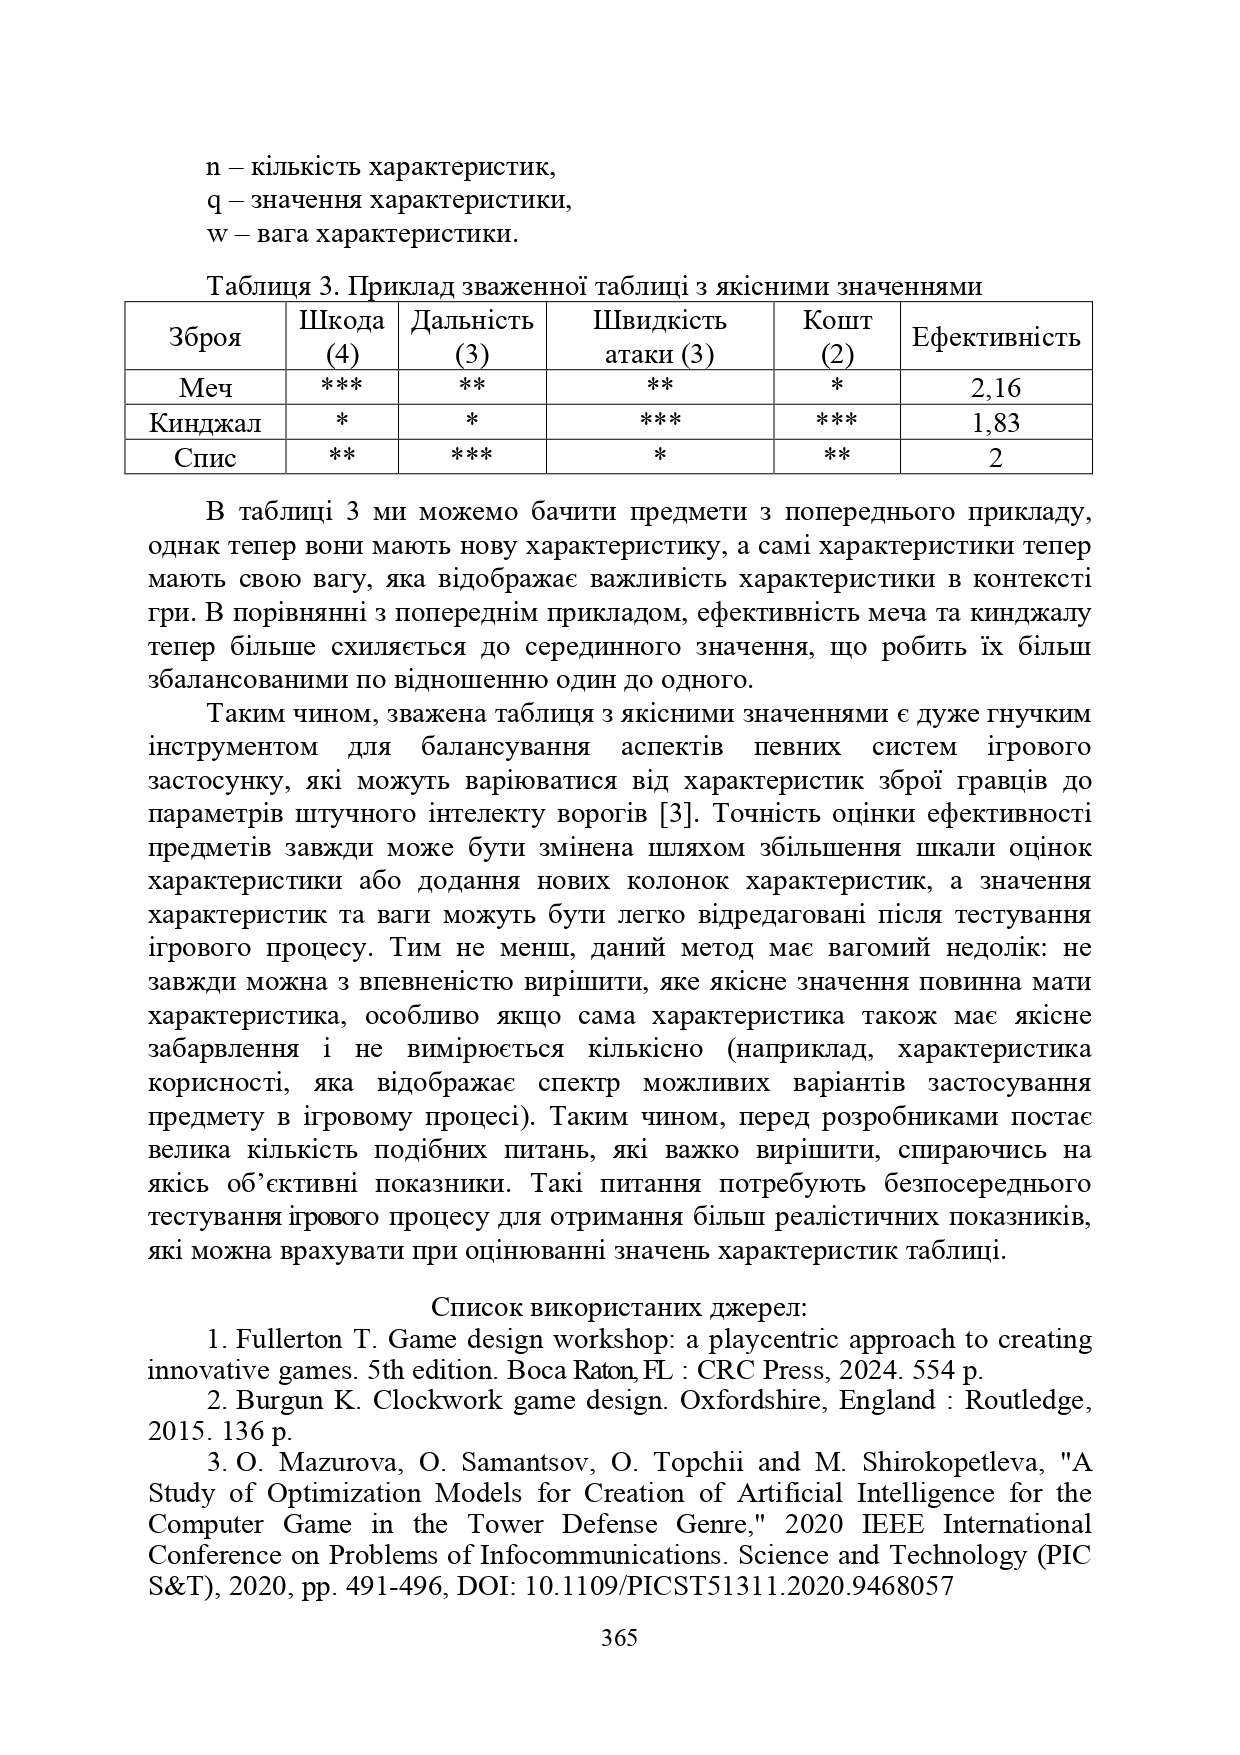 n – кількість характеристик,
q – значення характеристики,
w – вага характеристики.
Таблиця 3. Приклад зваженної таблиці з якісними значеннями
Зброя Шкода (4) Дальність (3) Швидкість атаки (3) Кошт (2) Ефективність
Меч *** ** ** * 2,16
Кинджал * * *** *** 1,83
Спис ** *** * ** 2
В таблиці 3 ми можемо бачити предмети з попереднього прикладу,
однак тепер вони мають нову характеристику, а самі характеристики тепер
мають свою вагу, яка відображає важливість характеристики в контексті
гри. В порівнянні з попереднім прикладом, ефективність меча та кинджалу
тепер більше схиляється до серединного значення, що робить їх більш
збалансованими по відношенню один до одного.
Таким чином, зважена таблиця з якісними значеннями є дуже гнучким
інструментом для балансування аспектів певних систем ігрового
застосунку, які можуть варіюватися від характеристик зброї гравців до
параметрів штучного інтелекту ворогів [3]. Точність оцінки ефективності
предметів завжди може бути змінена шляхом збільшення шкали оцінок
характеристики або додання нових колонок характеристик, а значення
характеристик та ваги можуть бути легко відредаговані після тестування
ігрового процесу. Тим не менш, даний метод має вагомий недолік: не
завжди можна з впевненістю вирішити, яке якісне значення повинна мати
характеристика, особливо якщо сама характеристика також має якісне
забарвлення і не вимірюється кількісно (наприклад, характеристика
корисності, яка відображає спектр можливих варіантів застосування
предмету в ігровому процесі). Таким чином, перед розробниками постає
велика кількість подібних питань, які важко вирішити, спираючись на
якісь об’єктивні показники. Такі питання потребують безпосереднього
тестування ігрового процесу для отримання більш реалістичних показників,
які можна врахувати при оцінюванні значень характеристик таблиці.
Список використаних джерел:
1. Fullerton T. Game design workshop: a playcentric approach to creating
innovative games. 5th edition. Boca Raton, FL : CRC Press, 2024. 554 p.
2. Burgun K. Clockwork game design. Oxfordshire, England : Routledge,
2015. 136 p.
3. O. Mazurova, O. Samantsov, O. Topchii and M. Shirokopetleva, "A
Study of Optimization Models for Creation of Artificial Intelligence for the
Computer Game in the Tower Defense Genre," 2020 IEEE International
Conference on Problems of Infocommunications. Science and Technology (PIC
S&T), 2020, pp. 491-496, DOI: 10.1109/PICST51311.2020.9468057
365